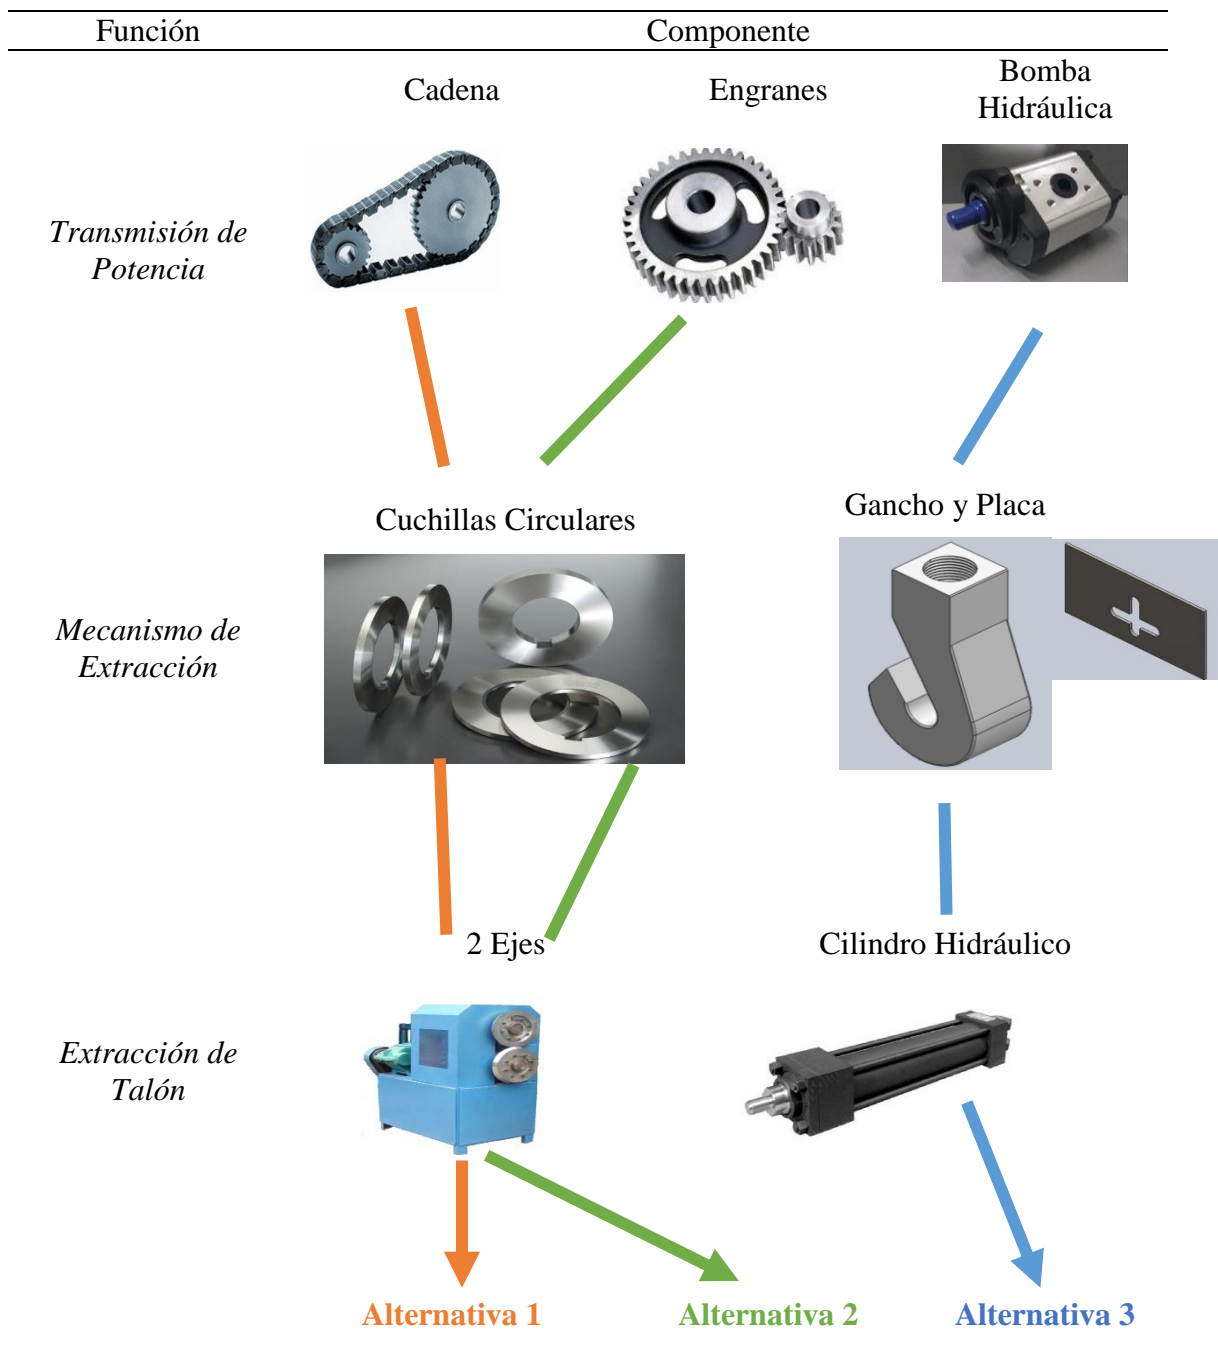 Función
Componente
Cadena
Engranes
Bomba
Hidráulica
Transmisión de
Potencia
Cuchillas Circulares
Gancho y Placa
Mecanismo de
Extracción
2 Ejes
Cilindro Hidráulico
Extracción de
Talón
Alternativa 1
Alternativa 2
Alternativa 3